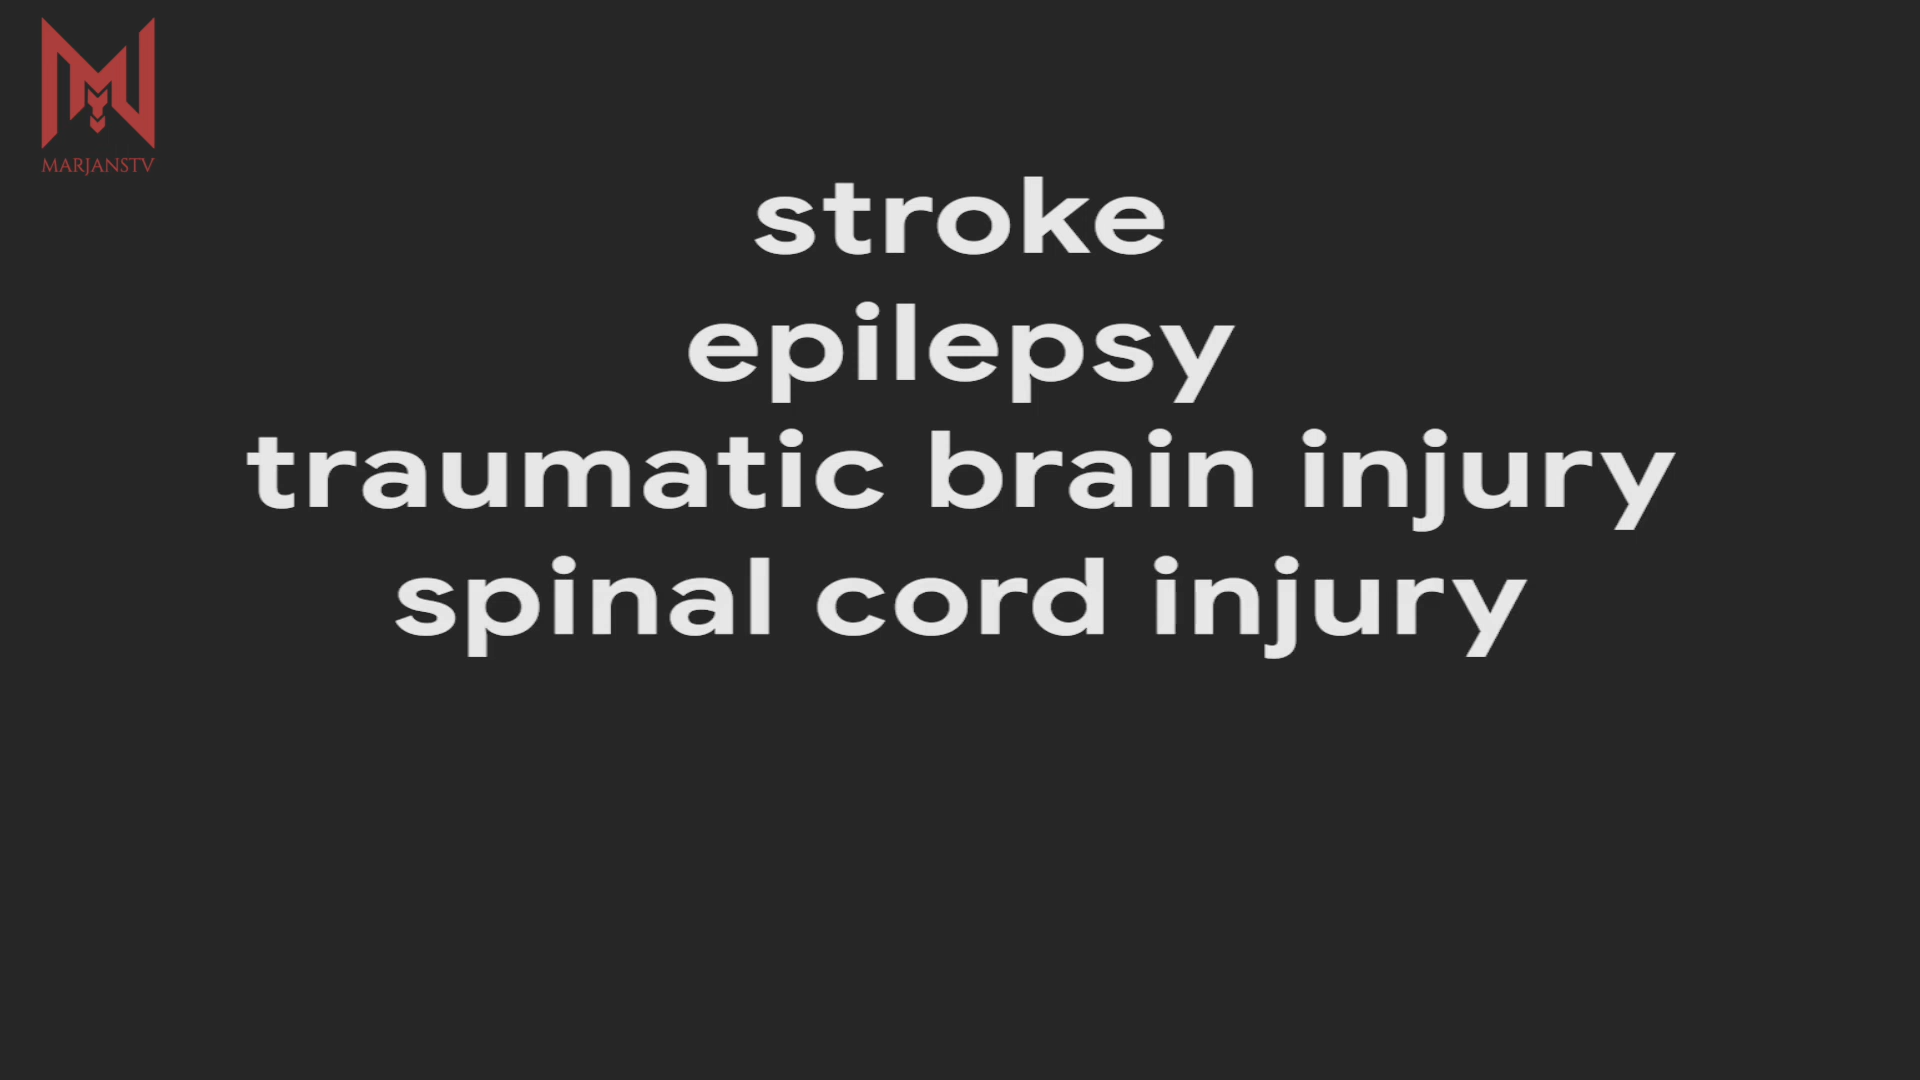 MARJANSTV
stroke
epilepsy
traumatic brain injury
spinal cord injury